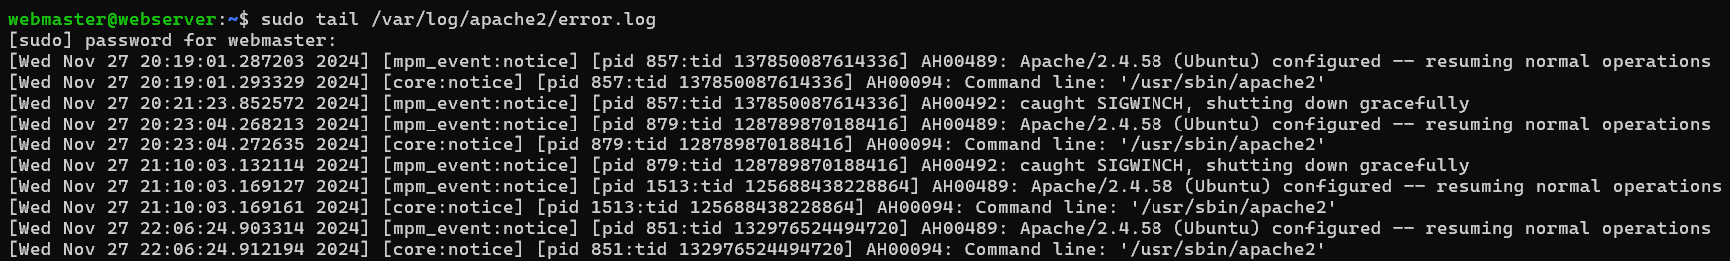 webmaster@webserver:~$ sudo tail /var/log/apache2/error.log
[sudo] password for webmaster:
[Wed Nov 27 20:19:01.287203 2024] [mpm_event:notice] [pid 857:tid 137850087614336] AH00489: Apache/2.4.58 (Ubuntu) configured -- resuming normal operations
[Wed Nov 27 20:19:01.293329 2024] [core:notice] [pid 857:tid 137850087614336] AH00094: Command line: '/usr/sbin/apache2'
[Wed Nov 27 20:21:23.852572 2024] [mpm_event:notice] [pid 857:tid 137850087614336] AH00492: caught SIGWINCH, shutting down gracefully
[Wed Nov 27 20:23:04.268213 2024] [mpm_event:notice] [pid 879:tid 128789870188416] AH00489: Apache/2.4.58 (Ubuntu) configured -- resuming normal operations
[Wed Nov 27 20:23:04.272635 2024] [core:notice] [pid 879:tid 128789870188416] AH00094: Command line: '/usr/sbin/apache2'
[Wed Nov 27 21:10:03.132114 2024] [mpm_event:notice] [pid 879:tid 128789870188416] AH00492: caught SIGWINCH, shutting down gracefully
[Wed Nov 27 21:10:03.169127 2024] [mpm_event:notice] [pid 1513:tid 125688438228864] AH00489: Apache/2.4.58 (Ubuntu) configured -- resuming normal operations
[Wed Nov 27 21:10:03.169161 2024] [core:notice] [pid 1513:tid 125688438228864] AH00094: Command line: '/usr/sbin/apache2'
[Wed Nov 27 22:06:24.903314 2024] [mpm_event:notice] [pid 851:tid 132976524494720] AH00489: Apache/2.4.58 (Ubuntu) configured -- resuming normal operations
[Wed Nov 27 22:06:24.912194 2024] [core:notice] [pid 851:tid 132976524494720] AH00094: Command line: '/usr/sbin/apache2'